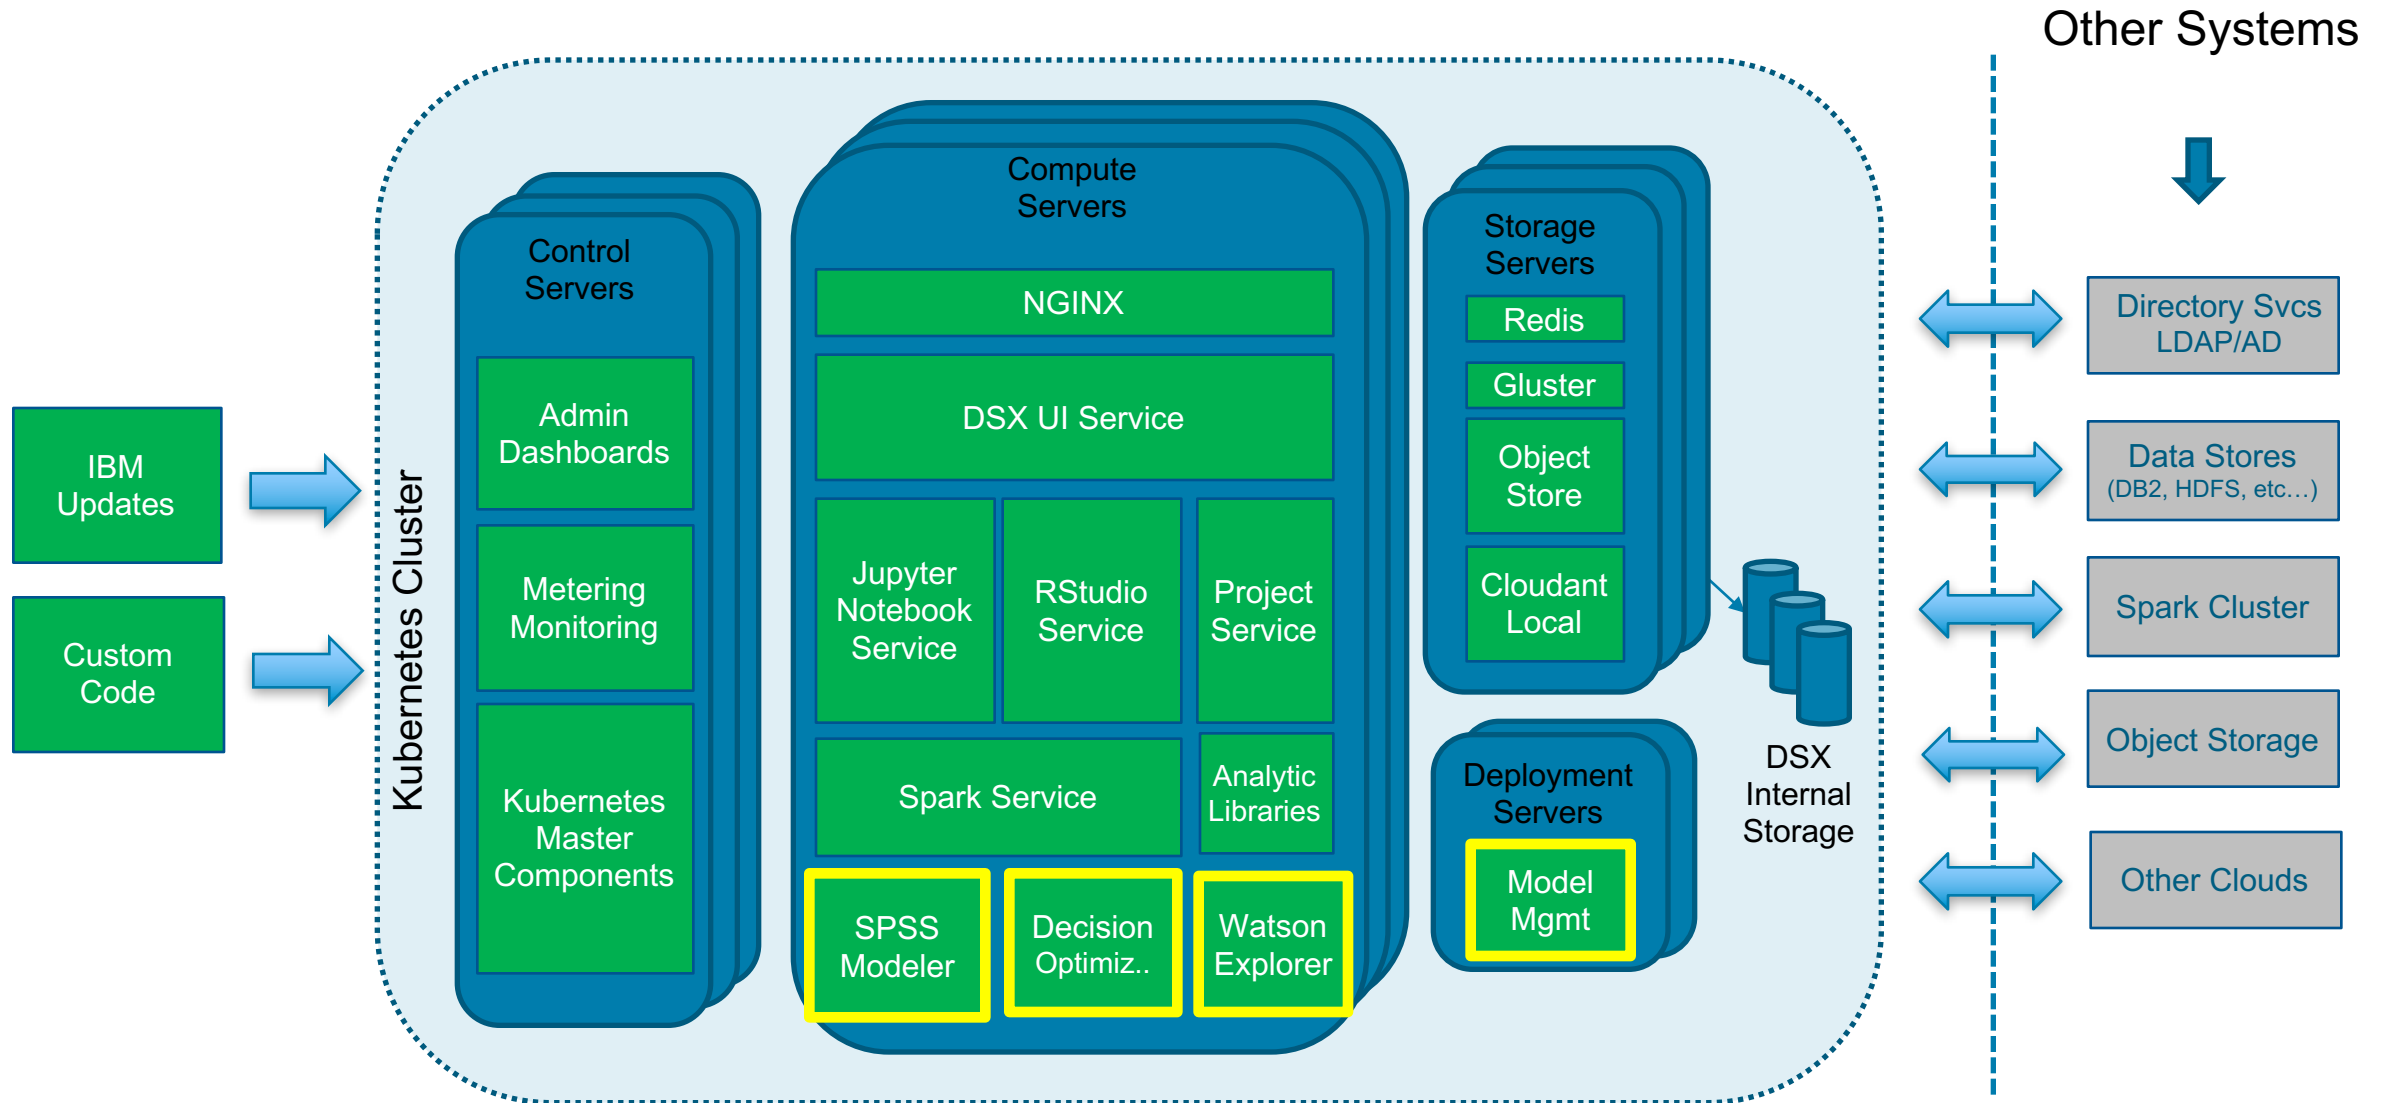 Other Systems
IBM
Updates
Custom
Code
Kubernetes Cluster
Control
Servers
Admin
Dashboards
Metering
Monitoring
Kubernetes
Master
Components
Compute
Servers
NGINX
DSX UI Service
Jupyter
Notebook
Service
RStudio
Service
Project
Service
Spark Service
Analytic
Libraries
SPSS
Modeler
Decision
Optimiz..
Watson
Explorer
Storage
Servers
Redis
Gluster
Object
Store
Cloudant
Local
Deployment
Servers
Model
Mgmt
DSX
Internal
Storage
Directory Svcs
LDAP/AD
Data Stores
(DB2, HDFS, etc…)
Spark Cluster
Object Storage
Other Clouds